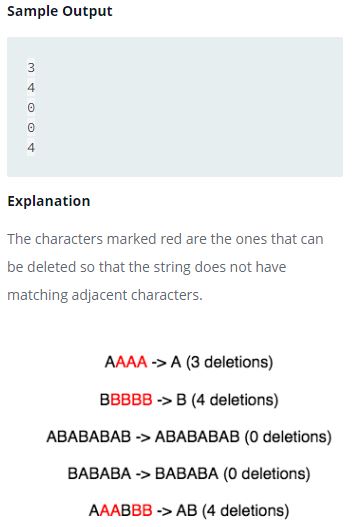 Sample Output
3
4
0
0
4
Explanation
The characters marked red are the ones that can
be deleted so that the string does not have
matching adjacent characters.
AAAA -> A (3 deletions)
BBBBB -> B (4 deletions)
ABABABAB -> ABABABAB (0 deletions)
BABABA -> BABABA (0 deletions)
AAABBB -> AB (4 deletions)